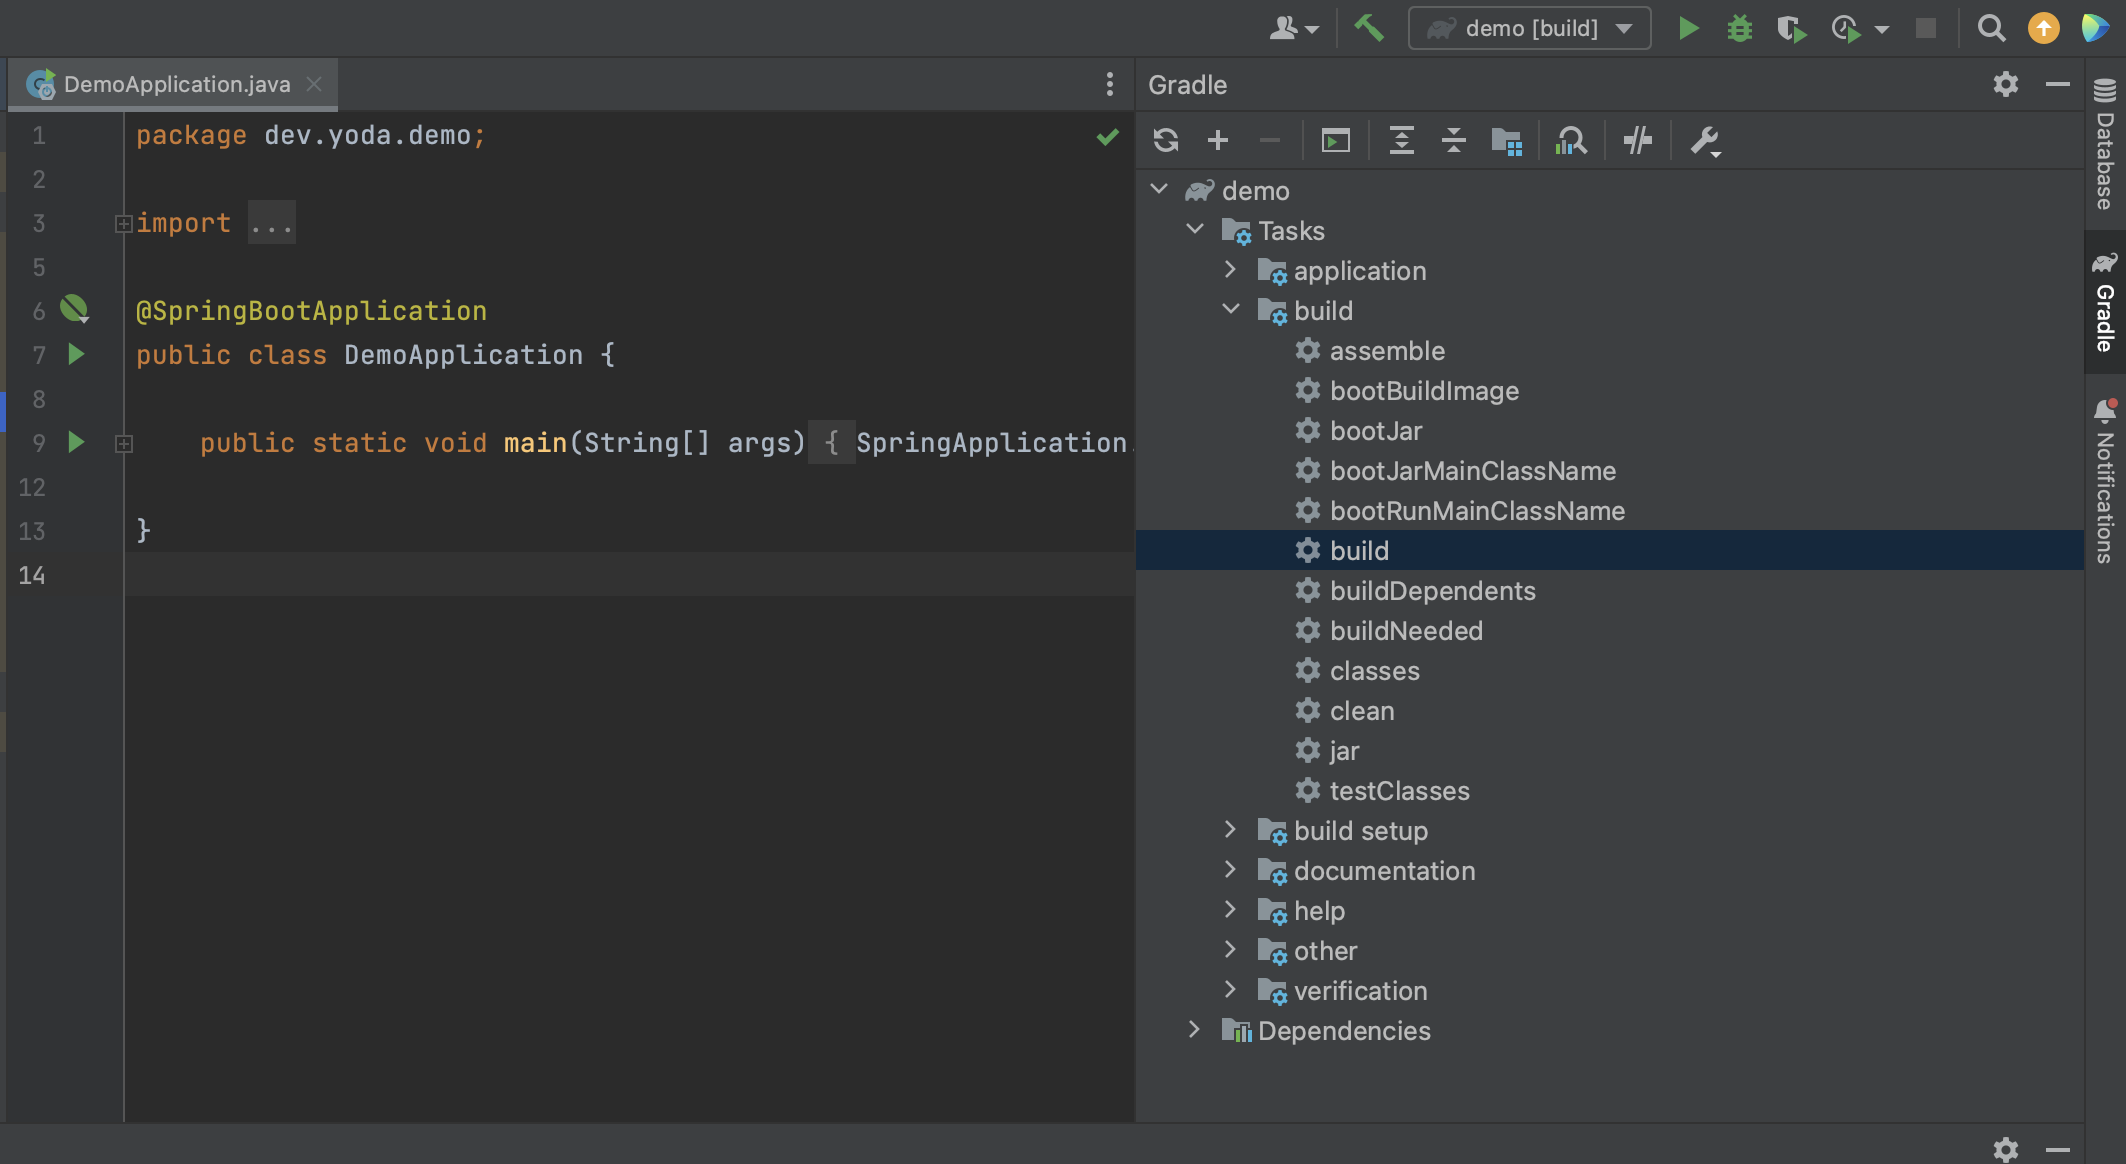 demo [build]
DemoApplication.java
1 package dev.yoda.demo;
2
3 import ...
5
6 @SpringBootApplication
7 public class DemoApplication {
8
9 public static void main(String[] args) { SpringApplication.
12
13 }
14
Gradle
demo
Tasks
application
build
assemble
bootBuildImage
bootJar
bootJarMainClassName
bootRunMainClassName
build
buildDependents
buildNeeded
classes
clean
jar
testClasses
build setup
documentation
help
other
verification
Dependencies
Database
Gradle
Notifications